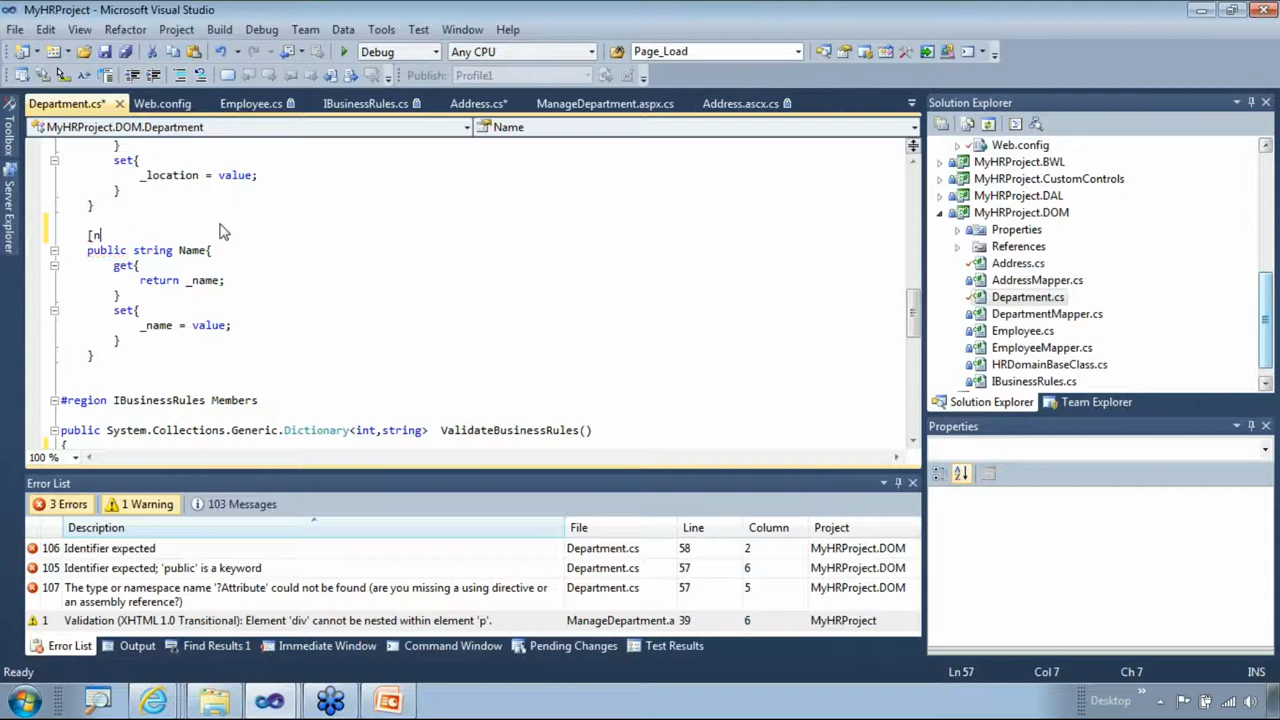 MyHRProject - Microsoft Visual Studio
File Edit View Refactor Project Build Debug Team Data Tools Test Window Help
Debug Any CPU Page_Load
Publish: Profile1
Department.cs* Web.config Employee.cs IBusinessRules.cs Address.cs* ManageDepartment.aspx.cs Address.ascx.cs
MyHRProject.DOM.Department Name
}
set{
_location = value;
}
}
[n
public string Name{
get{
return _name;
}
set{
_name = value;
}
}
#region IBusinessRules Members
public System.Collections.Generic.Dictionary<int,string> ValidateBusinessRules()
{
100 %
Toolbox
Server Explorer
Solution Explorer
Web.config
MyHRProject.BWL
MyHRProject.CustomControls
MyHRProject.DAL
MyHRProject.DOM
Properties
References
Address.cs
AddressMapper.cs
Department.cs
DepartmentMapper.cs
Employee.cs
EmployeeMapper.cs
HRDomainBaseClass.cs
IBusinessRules.cs
Solution Explorer Team Explorer
Properties
Error List
3 Errors 1 Warning 103 Messages
Description File Line Column Project
106 Identifier expected Department.cs 58 2 MyHRProject.DOM
105 Identifier expected; 'public' is a keyword Department.cs 57 6 MyHRProject.DOM
107 The type or namespace name '?Attribute' could not be found (are you missing a using directive or Department.cs 57 5 MyHRProject.DOM
an assembly reference?)
1 Validation (XHTML 1.0 Transitional): Element 'div' cannot be nested within element 'p'. ManageDepartment.a 39 6 MyHRProject
Error List Output Find Results 1 Immediate Window Command Window Pending Changes Test Results
Ready Ln 57 Col 7 Ch 7 INS
Desktop